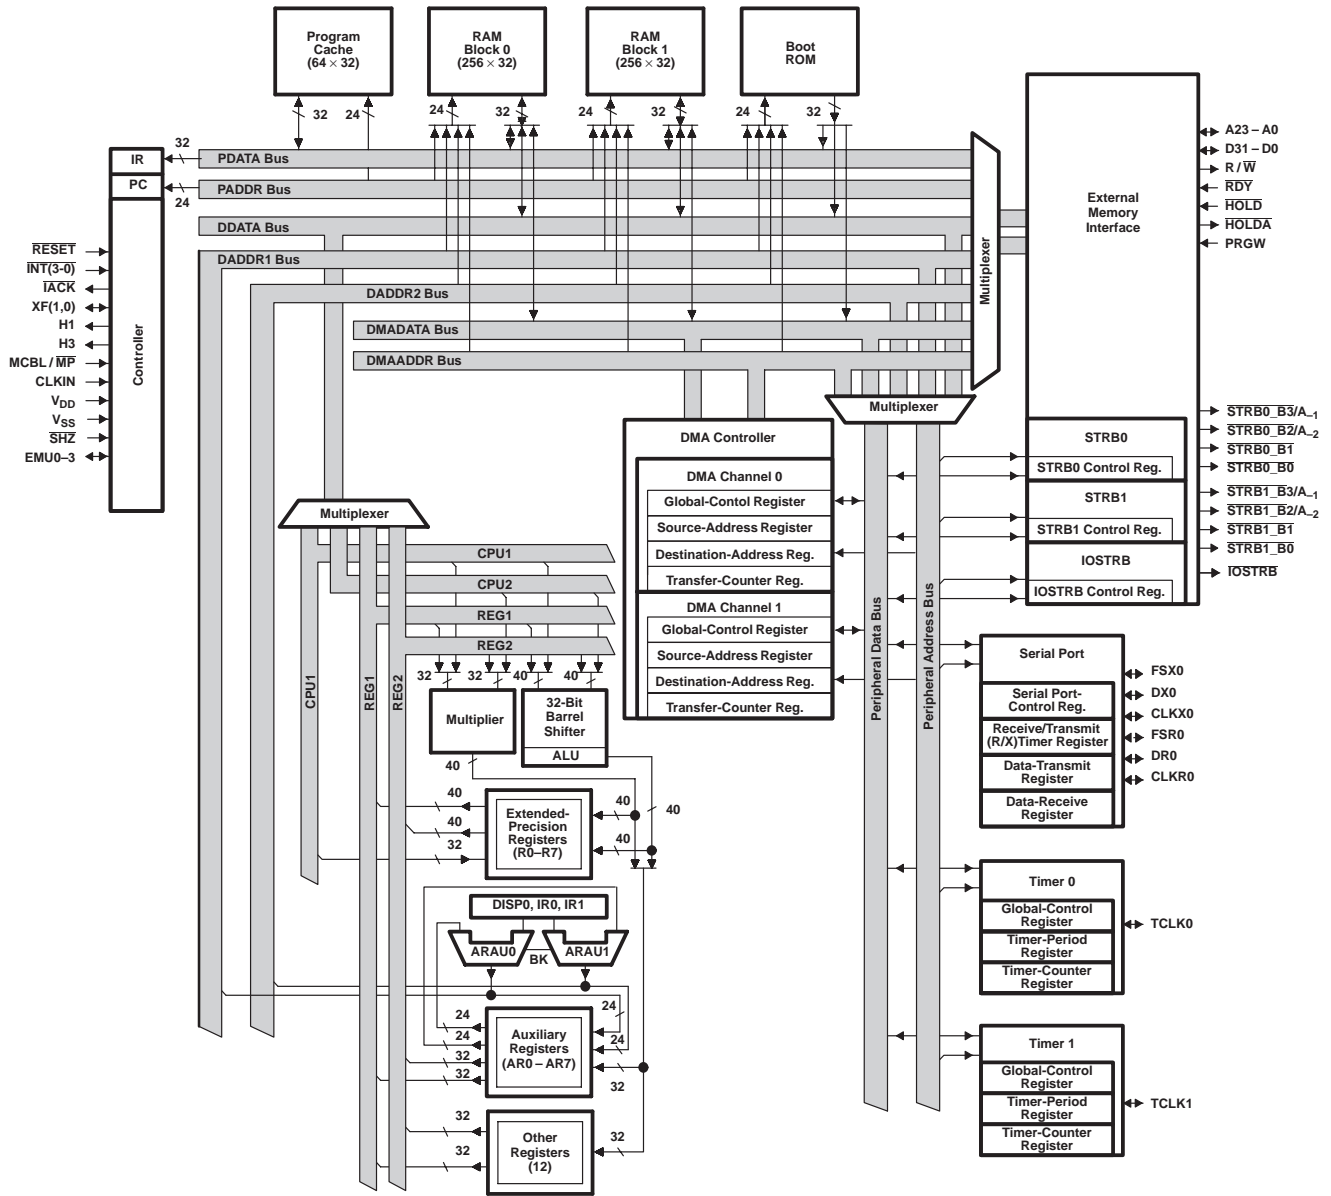 Program
Cache
(64 × 32)
RAM
Block 0
(256 × 32)
RAM
Block 1
(256 × 32)
Boot
ROM
32
24
24
32
24
32
24
32
32
24
IR
PC
Controller
PDATA Bus
PADDR Bus
DDATA Bus
DADDR1 Bus
DADDR2 Bus
DMADATA Bus
DMAADDR Bus
Multiplexer
RESET
INT(3-0)
IACK
XF(1,0)
H1
H3
MCBL / MP
CLKIN
VDD
VSS
SHZ
EMU0–3
External
Memory
Interface
A23 – A0
D31 – D0
R / W
RDY
HOLD
HOLDA
PRGW
STRB0
STRB0 Control Reg.
STRB1
STRB1 Control Reg.
IOSTRB
IOSTRB Control Reg.
STRB0_B3/A–1
STRB0_B2/A–2
STRB0_B1
STRB0_B0
STRB1_B3/A–1
STRB1_B2/A–2
STRB1_B1
STRB1_B0
IOSTRB
Multiplexer
DMA Controller
DMA Channel 0
Global-Contol Register
Source-Address Register
Destination-Address Reg.
Transfer-Counter Reg.
DMA Channel 1
Global-Control Register
Source-Address Register
Destination-Address Reg.
Transfer-Counter Reg.
Peripheral Data Bus
Peripheral Address Bus
Multiplexer
CPU1
CPU2
REG1
REG2
CPU1
REG1
REG2
32
32
40
40
Multiplier
32-Bit
Barrel
Shifter
ALU
40
40
40
40
32
40
40
Extended-
Precision
Registers
(R0–R7)
DISP0, IR0, IR1
ARAU0
BK
ARAU1
24
24
32
32
24
24
32
Auxiliary
Registers
(AR0 – AR7)
32
32
32
Other
Registers
(12)
Serial Port
Serial Port-
Control Reg.
Receive/Transmit
(R/X)Timer Register
Data-Transmit
Register
Data-Receive
Register
FSX0
DX0
CLKX0
FSR0
DR0
CLKR0
Timer 0
Global-Control
Register
Timer-Period
Register
Timer-Counter
Register
TCLK0
Timer 1
Global-Control
Register
Timer-Period
Register
Timer-Counter
Register
TCLK1